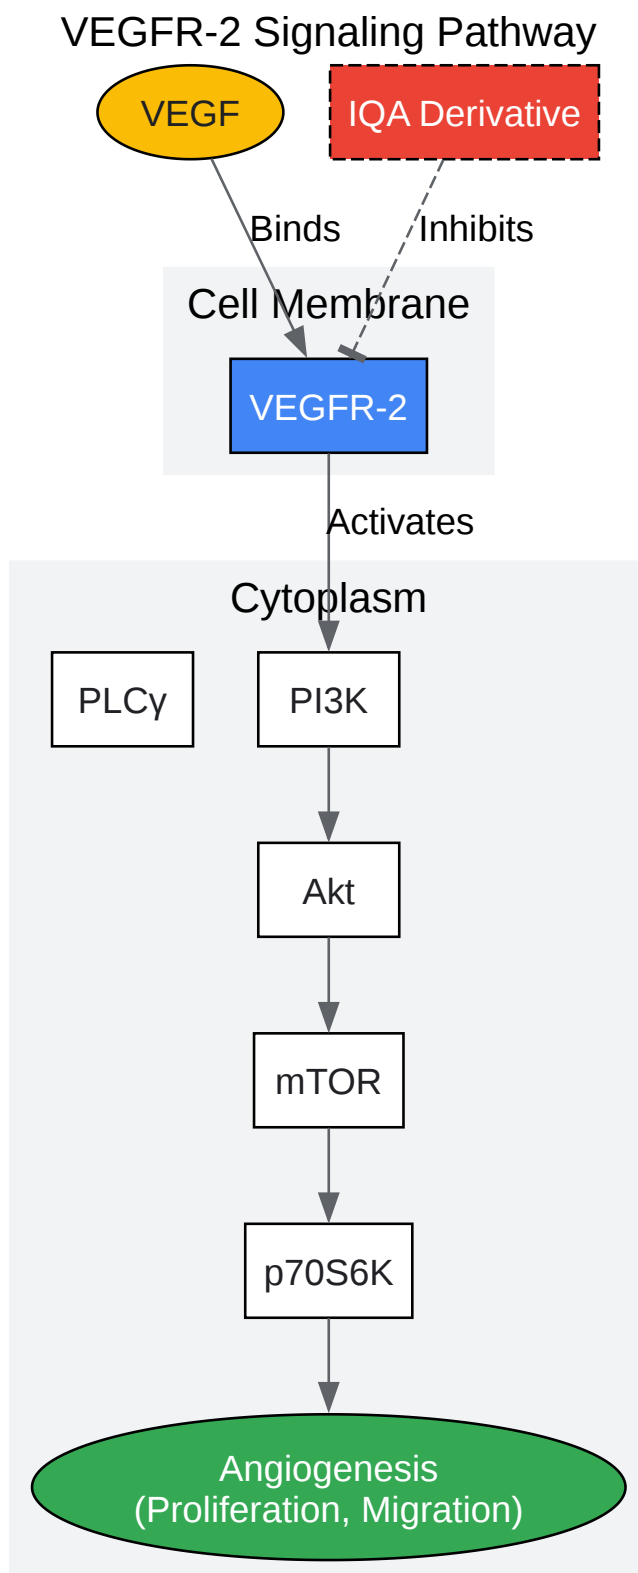 VEGFR-2 Signaling Pathway
VEGF
IQA Derivative
Binds
Inhibits
Cell Membrane
VEGFR-2
Activates
Cytoplasm
PLCγ
PI3K
Akt
mTOR
p70S6K
Angiogenesis
(Proliferation, Migration)